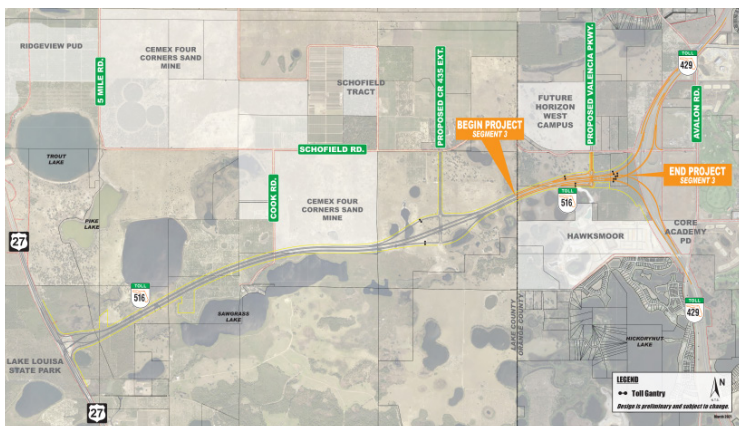 RIDGEVIEW PUD
5 MILE RD.
CEMEX FOUR
CORNERS SAND
MINE
SCHOFIELD
TRACT
PROPOSED CR 435 EXT.
FUTURE
HORIZON
WEST
CAMPUS
PROPOSED VALENCIA PKWY.
TOLL
429
AVALON RD.
BEGIN PROJECT
SEGMENT 3
END PROJECT
SEGMENT 3
TROUT
LAKE
SCHOFIELD RD.
COOK RD.
CEMEX FOUR
CORNERS SAND
MINE
PIKE
LAKE
TOLL
516
HAWKSMOOR
CORE
ACADEMY
PD
27
TOLL
516
SAWGRASS
LAKE
LAKE COUNTY
ORANGE COUNTY
TOLL
429
HICKORYNUT
LAKE
LAKE LOUISA
STATE PARK
27
LEGEND
Toll Gantry
N
Design is preliminary and subject to change.